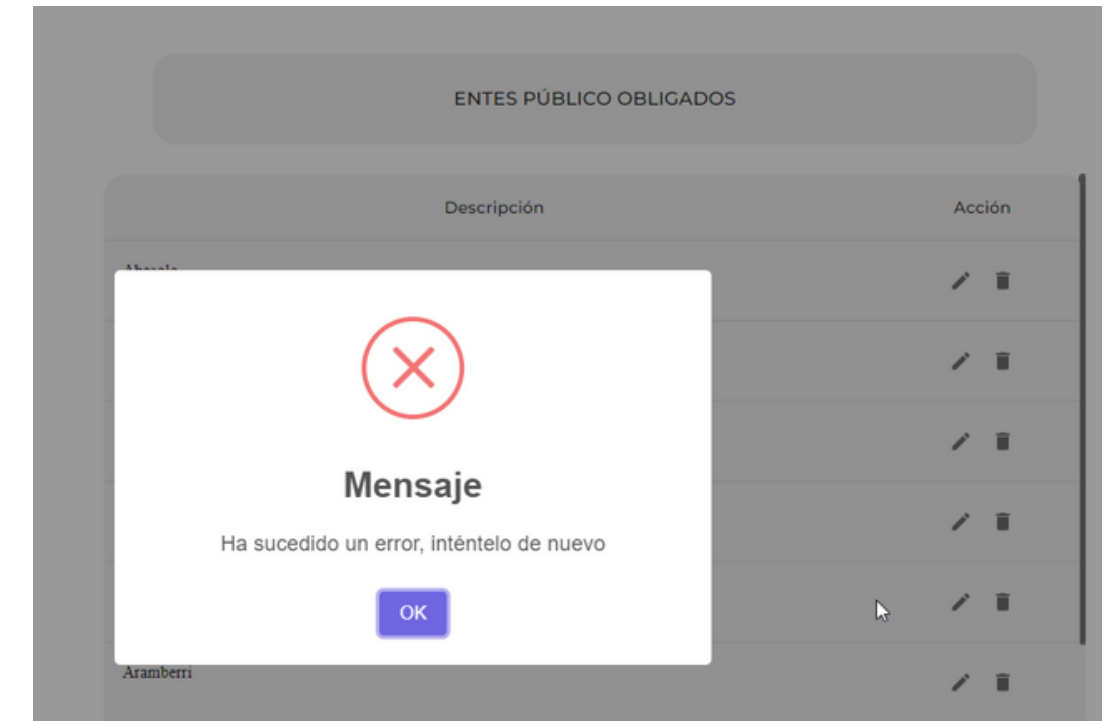 ENTES PÚBLICO OBLIGADOS
Descripción Acción
Mensaje
Ha sucedido un error, inténtelo de nuevo
OK
Aramberri